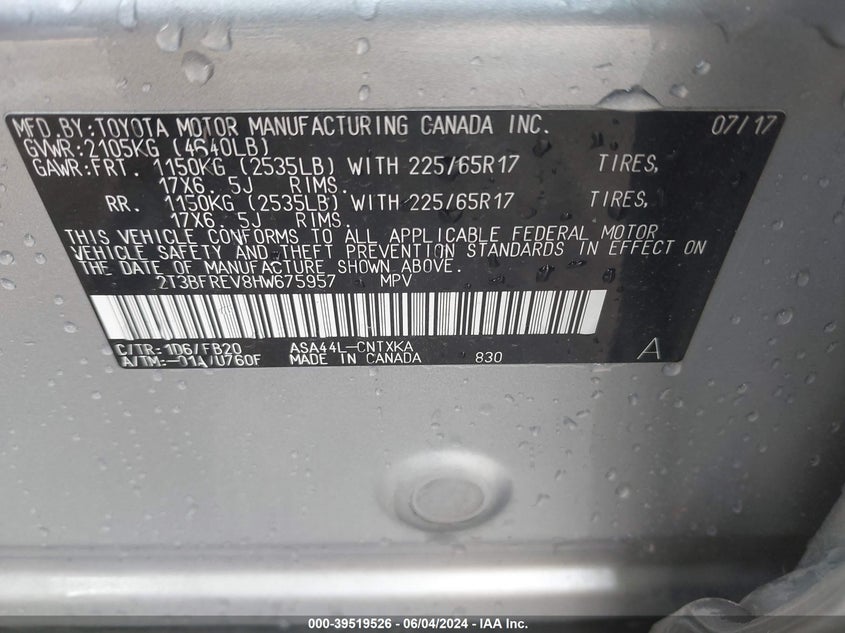 MFD.BY:TOYOTA MOTOR MANUFACTURING CANADA INC. 07/17
GVWR:2105KG (4640LB)
GAWR:FRT. 1150KG (2535LB) WITH 225/65R17 TIRES,
17X6. 5J RIMS.
RR. 1150KG (2535LB) WITH 225/65R17 TIRES,
17X6. 5J RIMS.
THIS VEHICLE CONFORMS TO ALL APPLICABLE FEDERAL MOTOR
VEHICLE SAFETY AND THEFT PREVENTION STANDARDS IN EFFECT ON
THE DATE OF MANUFACTURE SHOWN ABOVE.
2T3BFREV8HW675957 MPV
C/TR: 1D6/FB20 ASA44L-CNTXKA
A/TM:-01A/U760F MADE IN CANADA 830 A
000-39519526 - 06/04/2024 - IAA Inc.